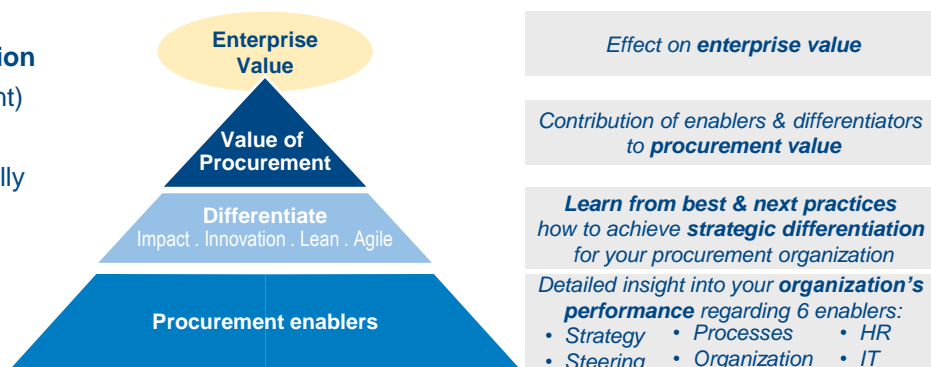 ion
nt)
lly
Enterprise
Value
Value of
Procurement
Differentiate
Impact . Innovation . Lean . Agile
Procurement enablers
Effect on enterprise value
Contribution of enablers & differentiators
to procurement value
Learn from best & next practices
how to achieve strategic differentiation
for your procurement organization
Detailed insight into your organization's
performance regarding 6 enablers:
• Strategy • Processes • HR
• Steering • Organization • IT